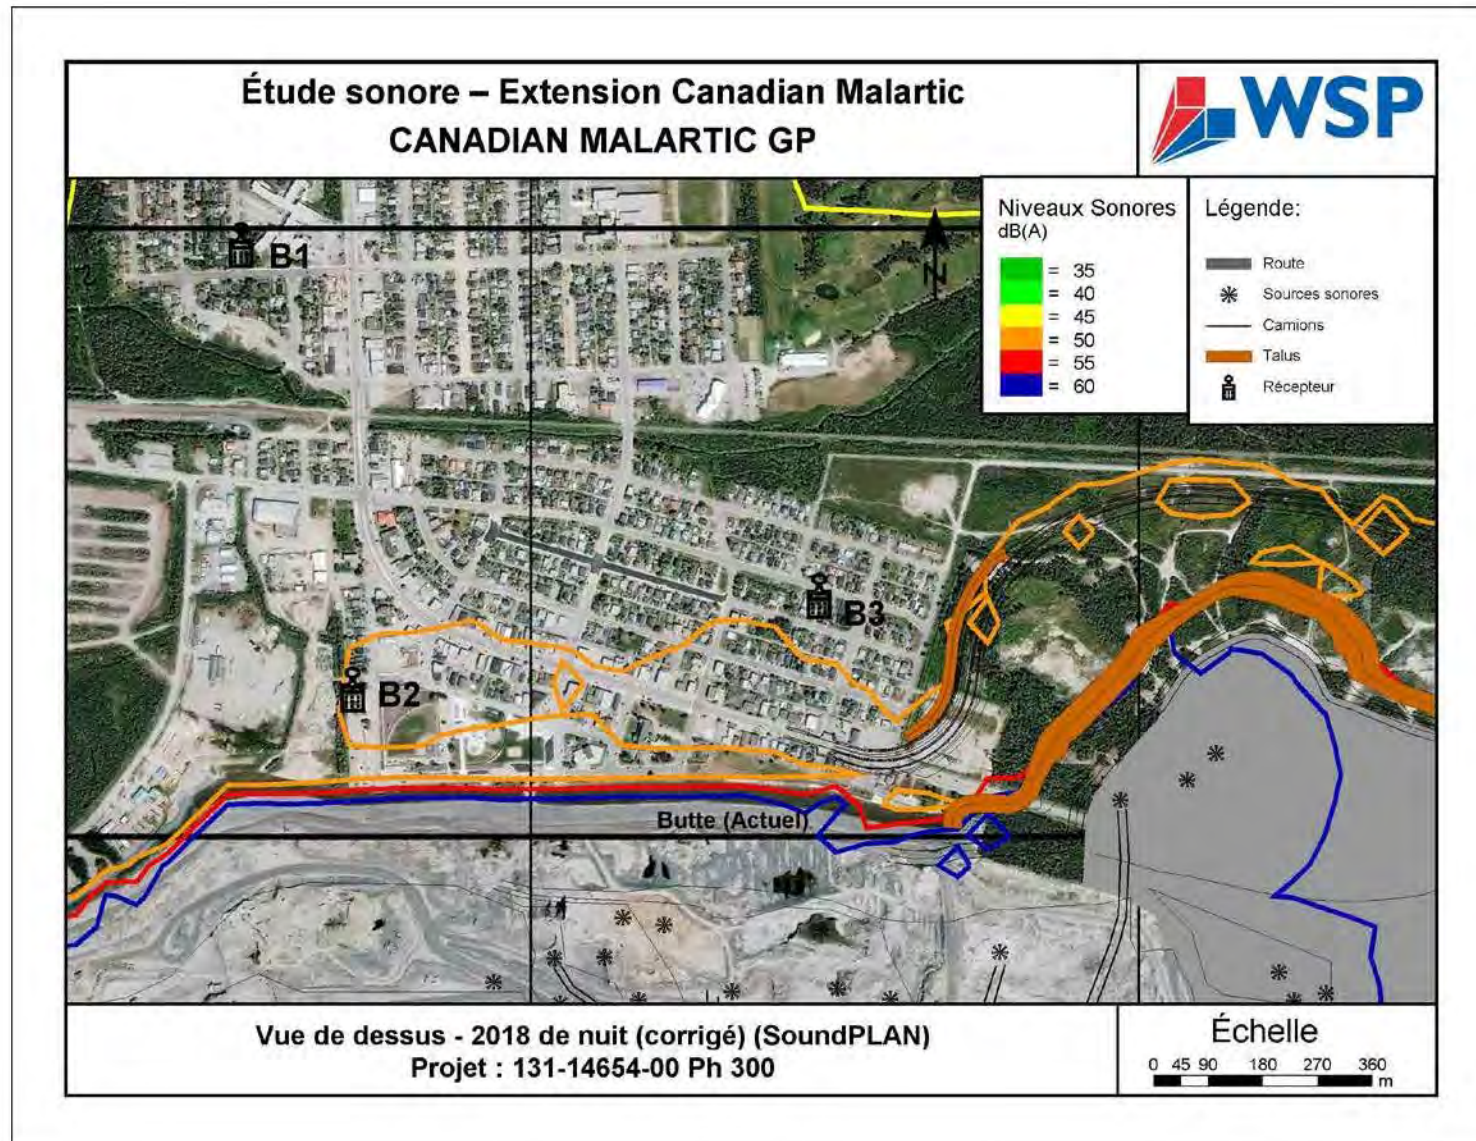 Étude sonore – Extension Canadian Malartic
CANADIAN MALARTIC GP
WSP
Niveaux Sonores
dB(A)
= 35
= 40
= 45
= 50
= 55
= 60
Légende:
Route
Sources sonores
Camions
Talus
Récepteur
N
B1
B3
B2
Butte (Actuel)
Vue de dessus - 2018 de nuit (corrigé) (SoundPLAN)
Projet : 131-14654-00 Ph 300
Échelle
0 45 90 180 270 360
m